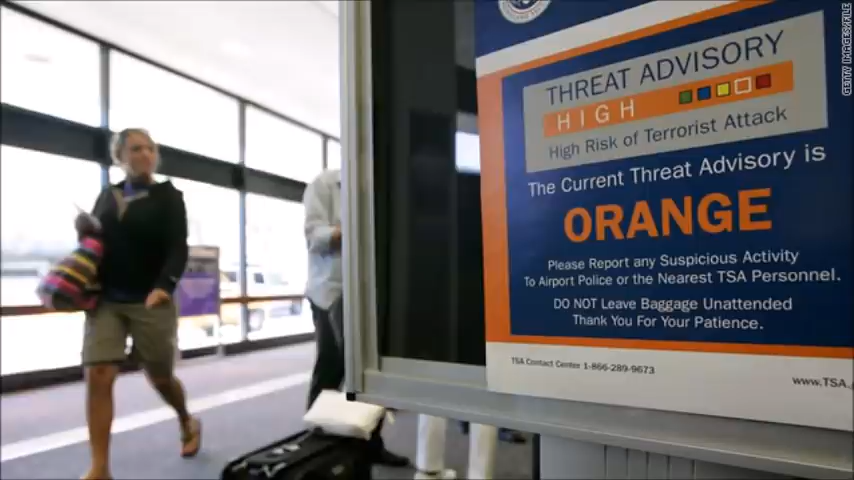 THREAT ADVISORY
HIGH
High Risk of Terrorist Attack
The Current Threat Advisory is
ORANGE
Please Report any Suspicious Activity
To Airport Police or the Nearest TSA Personnel.
DO NOT Leave Baggage Unattended
Thank You For Your Patience.
TSA Contact Center 1-866-289-9673
www.TSA.
GETTY IMAGES/FILE